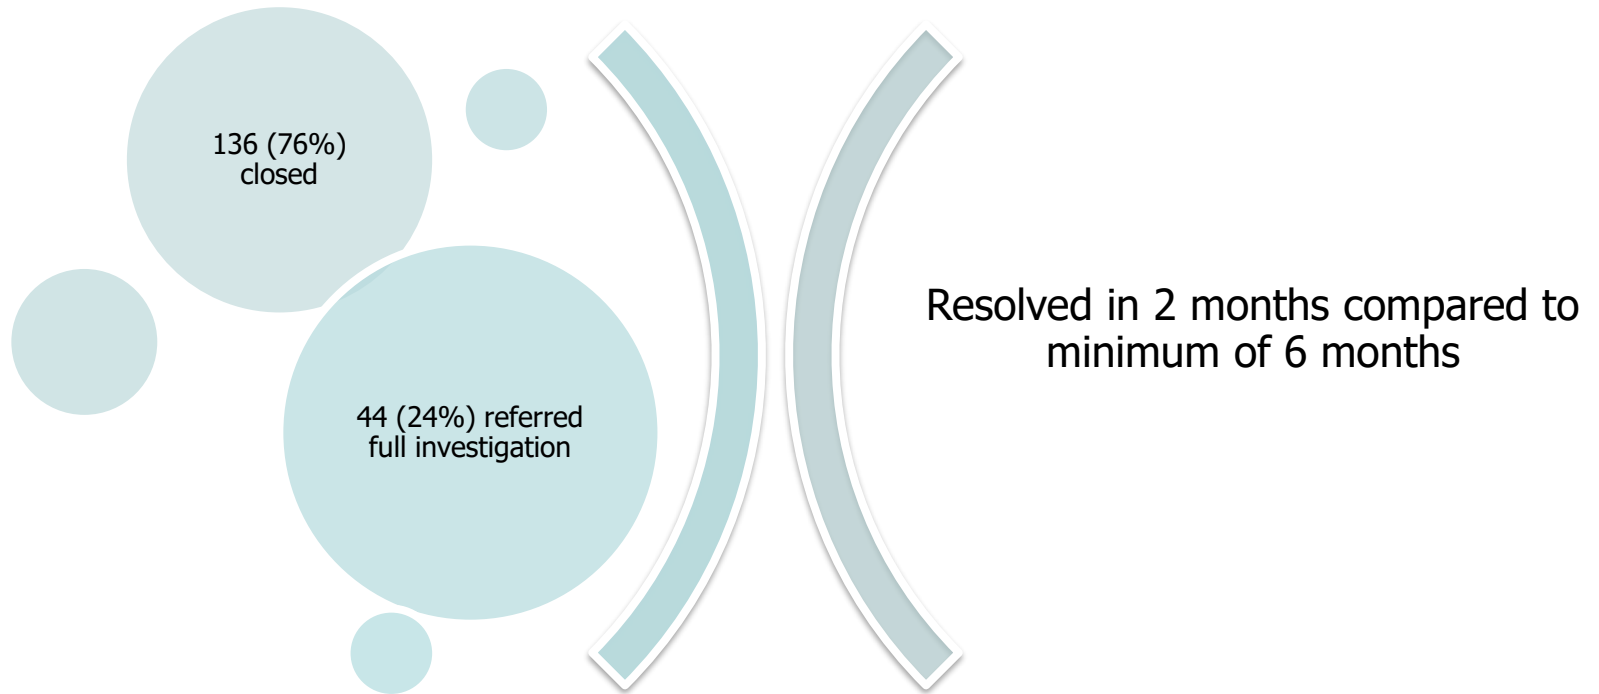 136 (76%)
closed
44 (24%) referred
full investigation
Resolved in 2 months compared to
minimum of 6 months